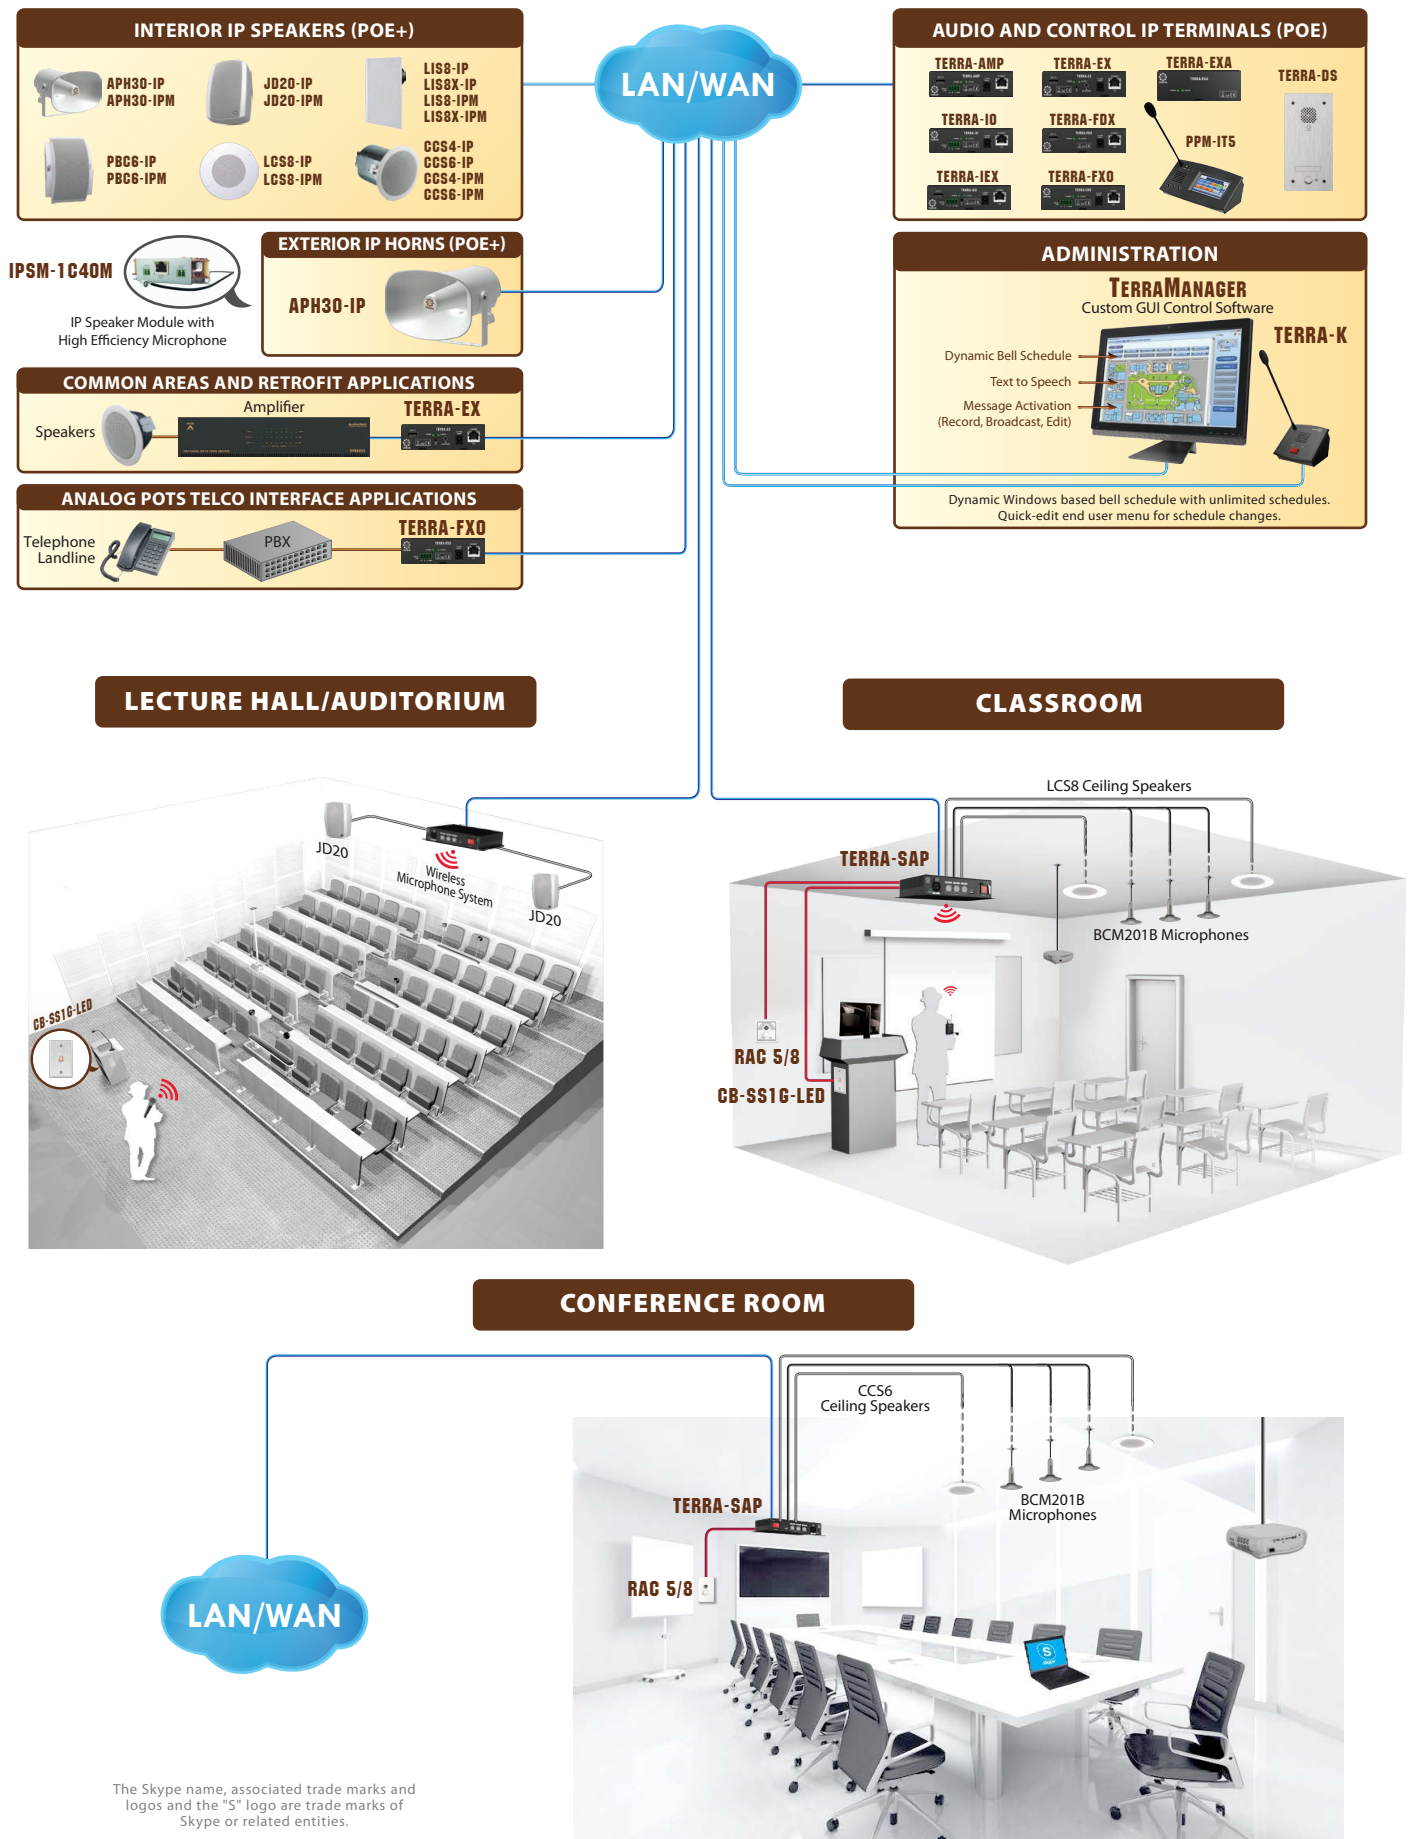 INTERIOR IP SPEAKERS (POE+)
APH30-IP
APH30-IPM
JD20-IP
JD20-IPM
LIS8-IP
LIS8X-IP
LIS8-IPM
LIS8X-IPM
PBC6-IP
PBC6-IPM
LCS8-IP
LCS8-IPM
CCS4-IP
CCS6-IP
CCS4-IPM
CCS6-IPM
LAN/WAN
AUDIO AND CONTROL IP TERMINALS (POE)
TERRA-AMP
TERRA-EX
TERRA-EXA
TERRA-DS
TERRA-IO
TERRA-FDX
PPM-IT5
TERRA-IEX
TERRA-FXO
IPSM-1C40M
IP Speaker Module with
High Efficiency Microphone
EXTERIOR IP HORNS (POE+)
APH30-IP
ADMINISTRATION
TERRAMANAGER
Custom GUI Control Software
TERRA-K
Dynamic Bell Schedule
Text to Speech
Message Activation
(Record, Broadcast, Edit)
Dynamic Windows based bell schedule with unlimited schedules.
Quick-edit end user menu for schedule changes.
COMMON AREAS AND RETROFIT APPLICATIONS
Speakers
Amplifier
TERRA-EX
ANALOG POTS TELCO INTERFACE APPLICATIONS
Telephone
Landline
PBX
TERRA-FXO
LECTURE HALL/AUDITORIUM
JD20
Wireless
Microphone System
JD20
CB-SS1G-LED
CLASSROOM
LCS8 Ceiling Speakers
TERRA-SAP
BCM201B Microphones
RAC 5/8
CB-SS1G-LED
CONFERENCE ROOM
CCS6
Ceiling Speakers
TERRA-SAP
BCM201B
Microphones
RAC 5/8
LAN/WAN
The Skype name, associated trade marks and
logos and the "S" logo are trade marks of
Skype or related entities.